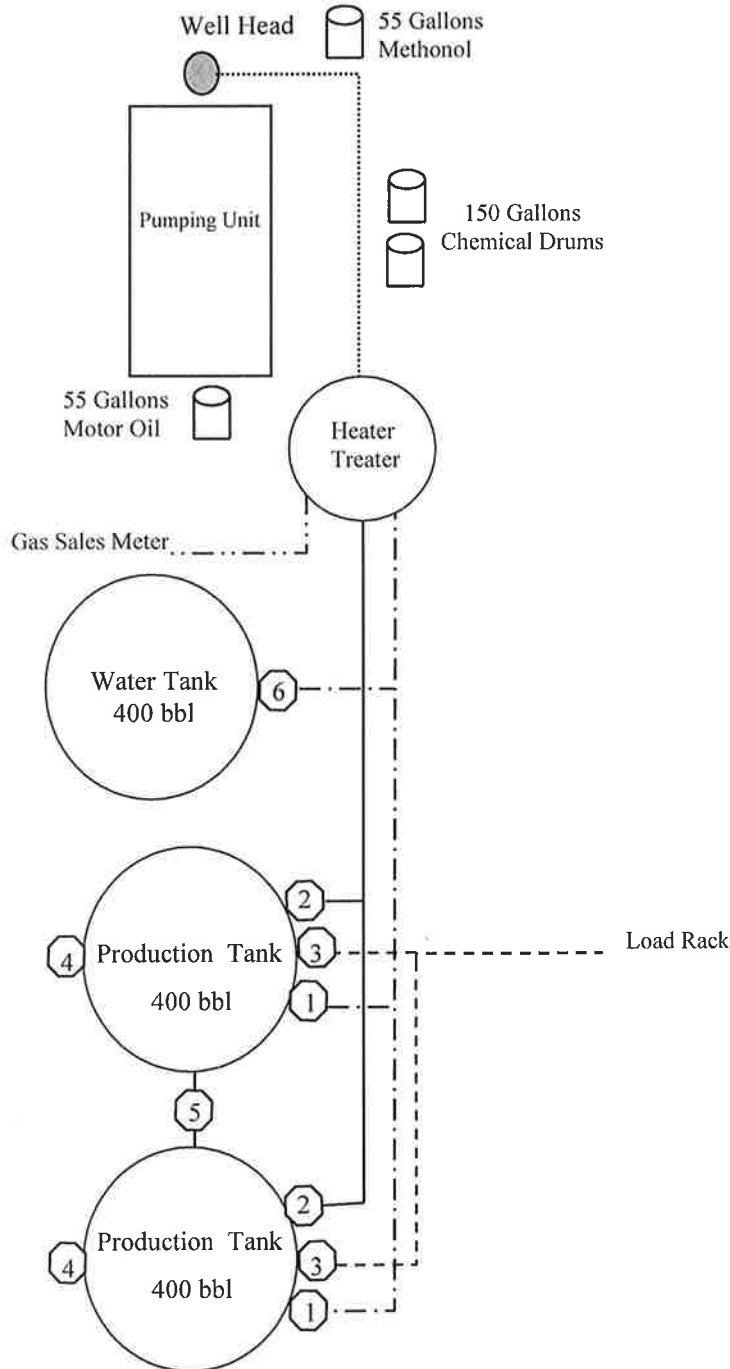 Well Head
55 Gallons
Methonol
Pumping Unit
150 Gallons
Chemical Drums
55 Gallons
Motor Oil
Heater
Treater
Gas Sales Meter
Water Tank
400 bbl
6
2
Production Tank
400 bbl
4
3
1
Load Rack
5
2
Production Tank
400 bbl
4
3
1